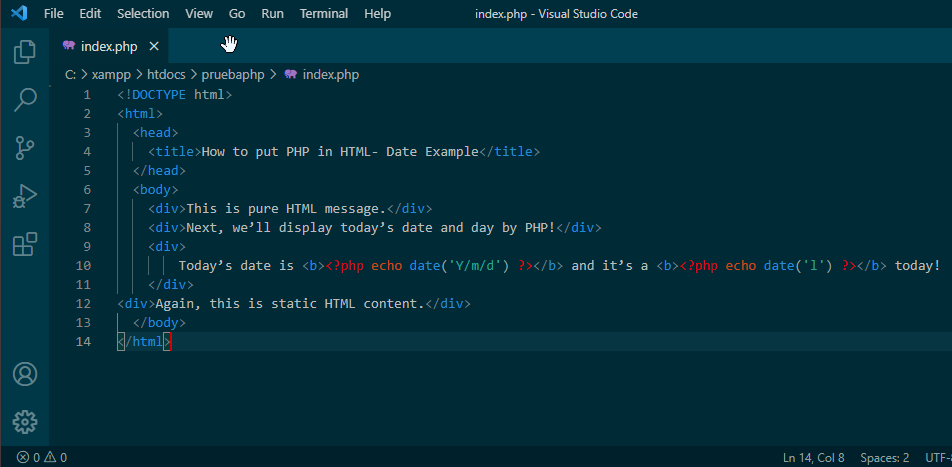 File Edit Selection View Go Run Terminal Help index.php - Visual Studio Code
index.php
C: > xampp > htdocs > pruebaphp > index.php
1 <!DOCTYPE html>
2 <html>
3 <head>
4 <title>How to put PHP in HTML- Date Example</title>
5 </head>
6 <body>
7 <div>This is pure HTML message.</div>
8 <div>Next, we’ll display today’s date and day by PHP!</div>
9 <div>
10 Today’s date is <b><?php echo date('Y/m/d') ?></b> and it’s a <b><?php echo date('l') ?></b> today!
11 </div>
12 <div>Again, this is static HTML content.</div>
13 </body>
14 </html>
0 0 Ln 14, Col 8 Spaces: 2 UTF-